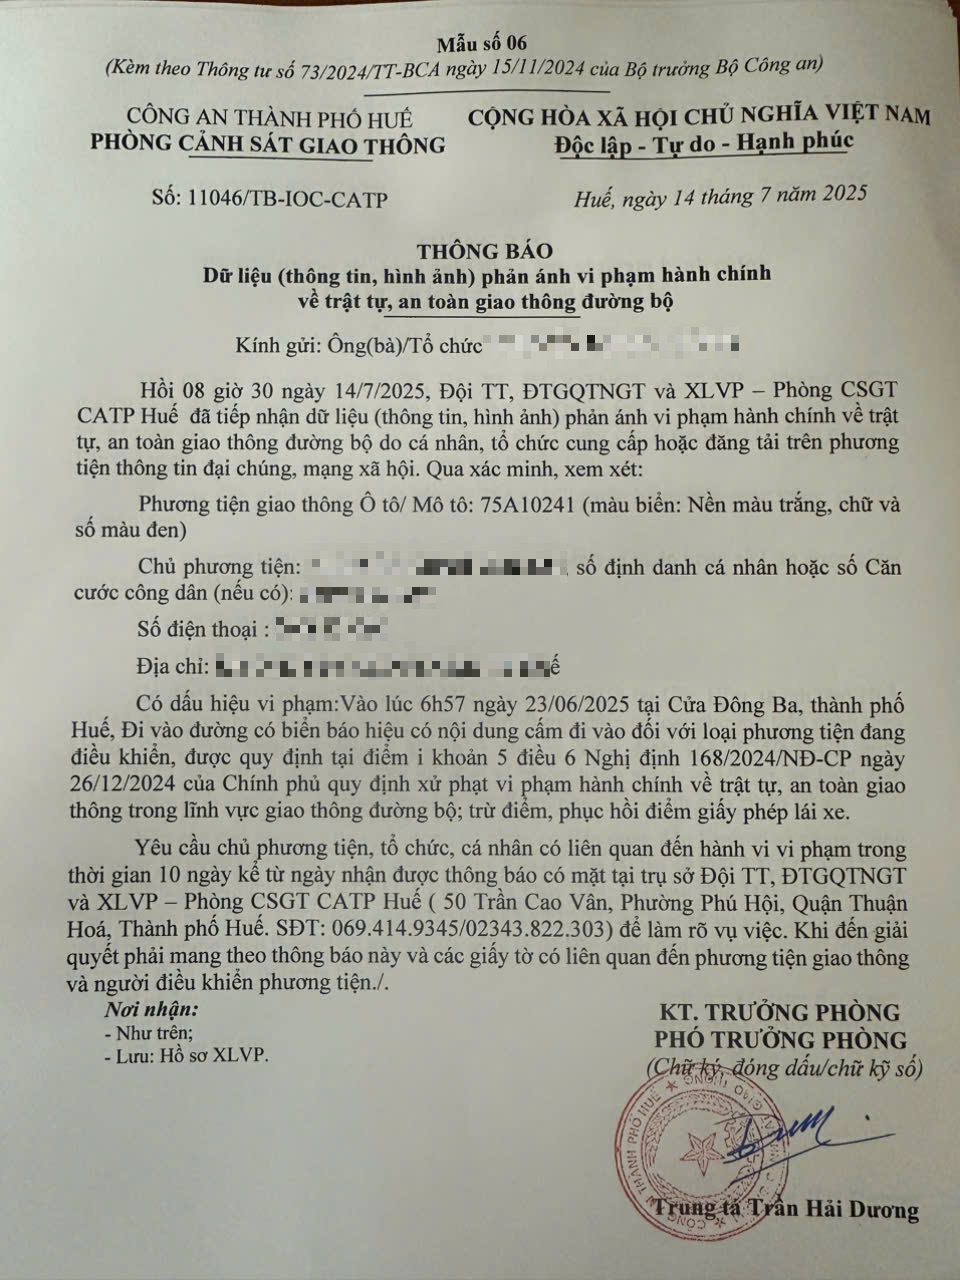 Mẫu số 06
(Kèm theo Thông tư số 73/2024/TT-BCA ngày 15/11/2024 của Bộ trưởng Bộ Công an)
CÔNG AN THÀNH PHỐ HUẾ
PHÒNG CẢNH SÁT GIAO THÔNG
CỘNG HÒA XÃ HỘI CHỦ NGHĨA VIỆT NAM
Độc lập - Tự do - Hạnh phúc
Số: 11046/TB-IOC-CATP
Huế, ngày 14 tháng 7 năm 2025
THÔNG BÁO
Dữ liệu (thông tin, hình ảnh) phản ánh vi phạm hành chính
về trật tự, an toàn giao thông đường bộ
Kính gửi: Ông(bà)/Tổ chức
Hồi 08 giờ 30 ngày 14/7/2025, Đội TT, ĐTGQTNGT và XLVP – Phòng CSGT
CATP Huế đã tiếp nhận dữ liệu (thông tin, hình ảnh) phản ánh vi phạm hành chính về trật
tự, an toàn giao thông đường bộ do cá nhân, tổ chức cung cấp hoặc đăng tải trên phương
tiện thông tin đại chúng, mạng xã hội. Qua xác minh, xem xét:
Phương tiện giao thông Ô tô/ Mô tô: 75A10241 (màu biển: Nền màu trắng, chữ và
số màu đen)
Chủ phương tiện: , số định danh cá nhân hoặc số Căn
cước công dân (nếu có):
Số điện thoại :
Địa chỉ: ế
Có dấu hiệu vi phạm:Vào lúc 6h57 ngày 23/06/2025 tại Cửa Đông Ba, thành phố
Huế, Đi vào đường có biển báo hiệu có nội dung cấm đi vào đối với loại phương tiện đang
điều khiển, được quy định tại điểm i khoản 5 điều 6 Nghị định 168/2024/NĐ-CP ngày
26/12/2024 của Chính phủ quy định xử phạt vi phạm hành chính về trật tự, an toàn giao
thông trong lĩnh vực giao thông đường bộ; trừ điểm, phục hồi điểm giấy phép lái xe.
Yêu cầu chủ phương tiện, tổ chức, cá nhân có liên quan đến hành vi vi phạm trong
thời gian 10 ngày kể từ ngày nhận được thông báo có mặt tại trụ sở Đội TT, ĐTGQTNGT
và XLVP – Phòng CSGT CATP Huế ( 50 Trần Cao Vân, Phường Phú Hội, Quận Thuận
Hoá, Thành phố Huế. SĐT: 069.414.9345/02343.822.303) để làm rõ vụ việc. Khi đến giải
quyết phải mang theo thông báo này và các giấy tờ có liên quan đến phương tiện giao thông
và người điều khiển phương tiện./.
Nơi nhận:
- Như trên;
- Lưu: Hồ sơ XLVP.
KT. TRƯỞNG PHÒNG
PHÓ TRƯỞNG PHÒNG
(Chữ ký, đóng dấu/chữ kỹ số)
CÔNG AN THÀNH PHỐ HUẾ
Trung tá Trần Hải Dương